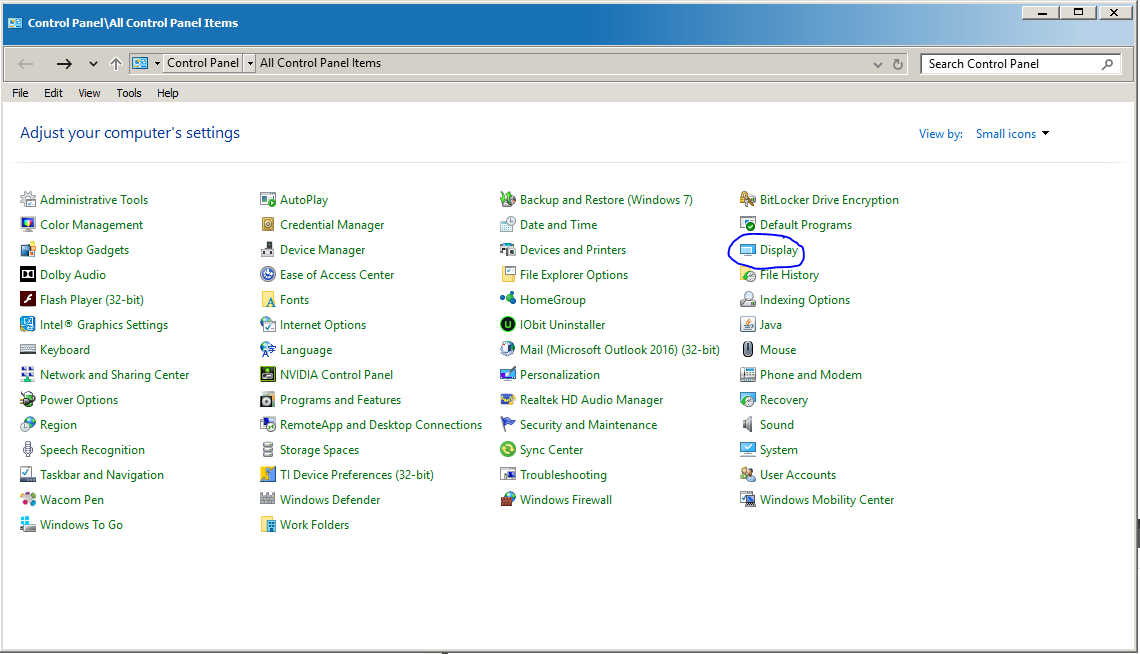 Control Panel\All Control Panel Items
Control Panel All Control Panel Items Search Control Panel
File Edit View Tools Help
Adjust your computer's settings View by: Small icons
Administrative Tools AutoPlay Backup and Restore (Windows 7) BitLocker Drive Encryption
Color Management Credential Manager Date and Time Default Programs
Desktop Gadgets Device Manager Devices and Printers Display
Dolby Audio Ease of Access Center File Explorer Options File History
Flash Player (32-bit) Fonts HomeGroup Indexing Options
Intel® Graphics Settings Internet Options IObit Uninstaller Java
Keyboard Language Mail (Microsoft Outlook 2016) (32-bit) Mouse
Network and Sharing Center NVIDIA Control Panel Personalization Phone and Modem
Power Options Programs and Features Realtek HD Audio Manager Recovery
Region RemoteApp and Desktop Connections Security and Maintenance Sound
Speech Recognition Storage Spaces Sync Center System
Taskbar and Navigation TI Device Preferences (32-bit) Troubleshooting User Accounts
Wacom Pen Windows Defender Windows Firewall Windows Mobility Center
Windows To Go Work Folders